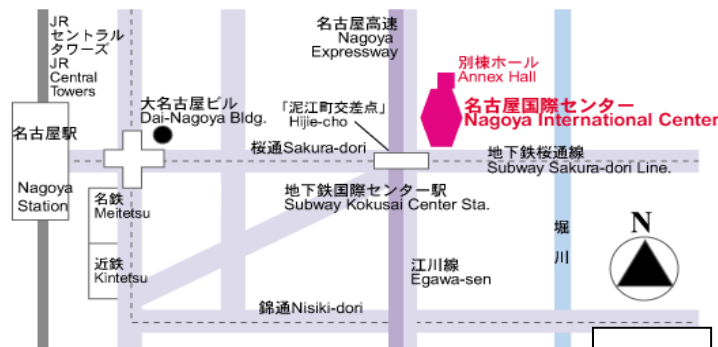 JR
セントラル
タワーズ
JR
Central
Towers
名古屋高速
Nagoya
Expressway
別棟ホール
Annex Hall
大名古屋ビル
Dai-Nagoya Bldg.
「泥江町交差点」
Hijie-cho
名古屋国際センター
Nagoya International Center
名古屋駅
Nagoya
Station
桜通Sakura-dori
地下鉄桜通線
Subway Sakura-dori Line.
名鉄
Meitetsu
地下鉄国際センター駅
Subway Kokusai Center Sta.
堀川
N
近鉄
Kintetsu
江川線
Egawa-sen
錦通Nisiki-dori